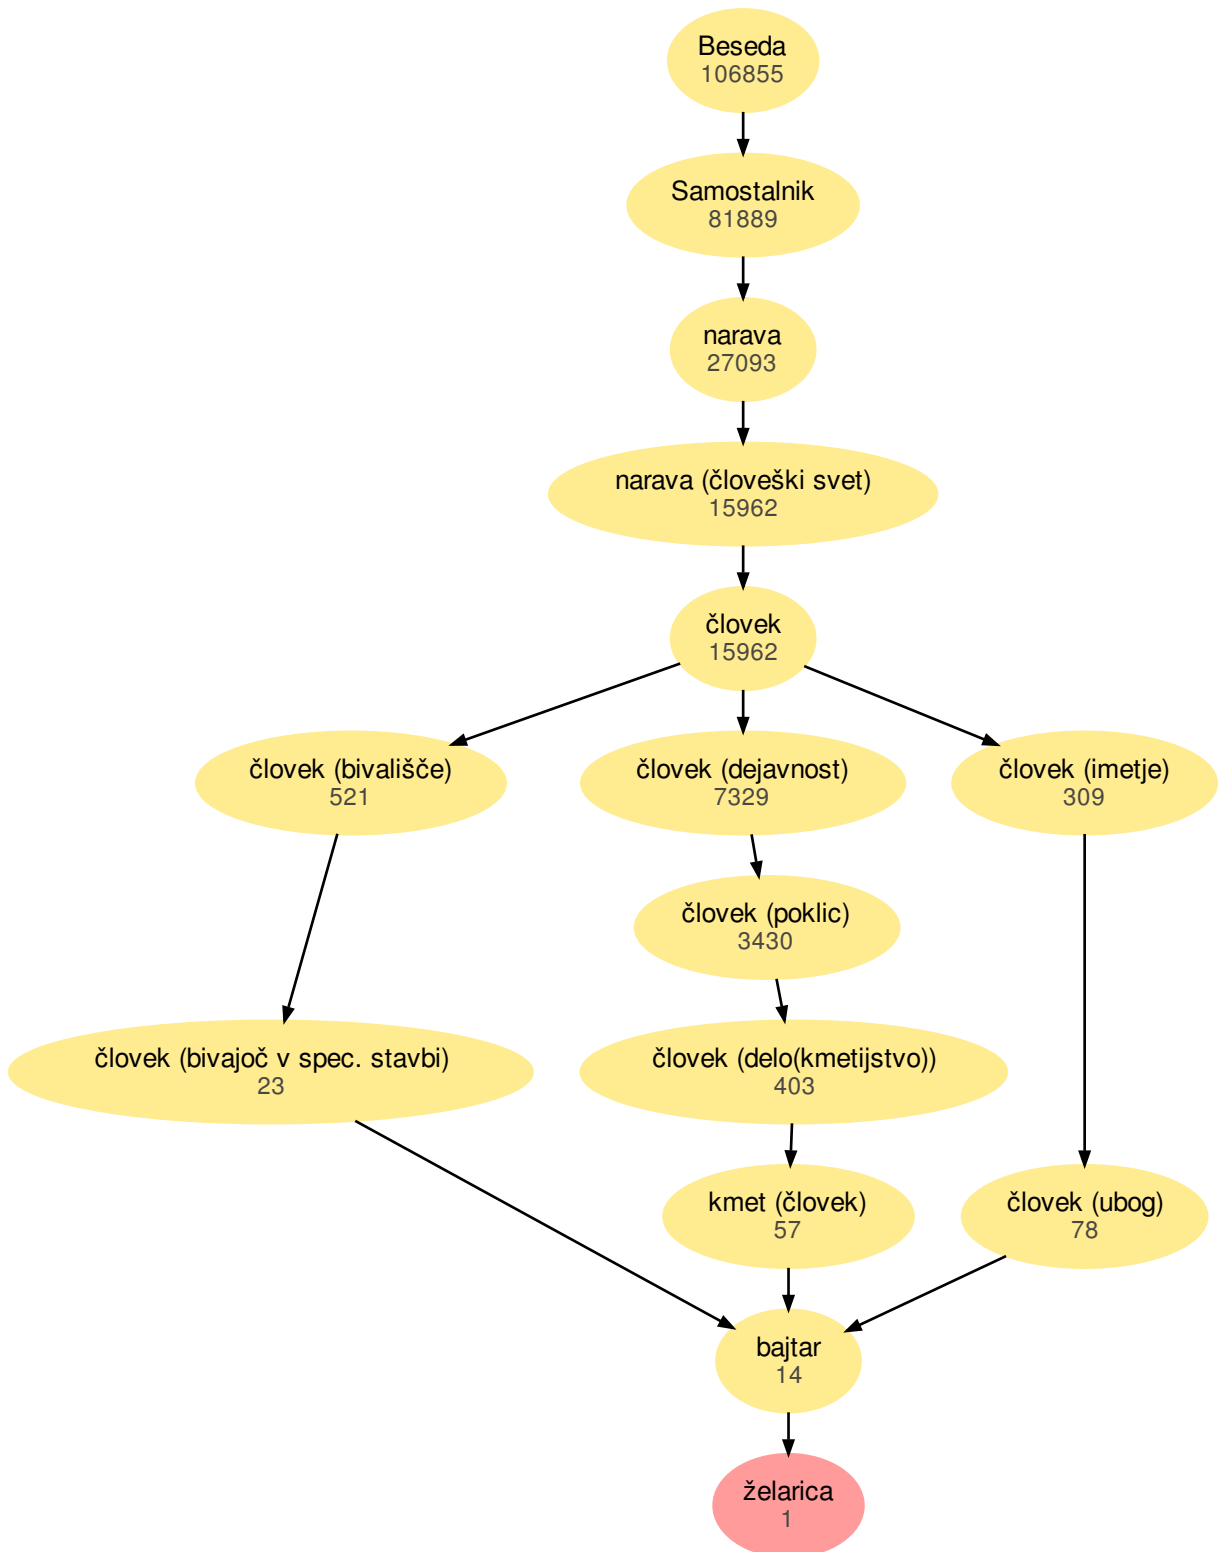 Beseda
106855
Samostalnik
81889
narava
27093
narava (človeški svet)
15962
človek
15962
človek (bivališče)
521
človek (dejavnost)
7329
človek (imetje)
309
človek (poklic)
3430
človek (bivajoč v spec. stavbi)
23
človek (delo(kmetijstvo))
403
kmet (človek)
57
človek (ubog)
78
bajtar
14
želarica
1